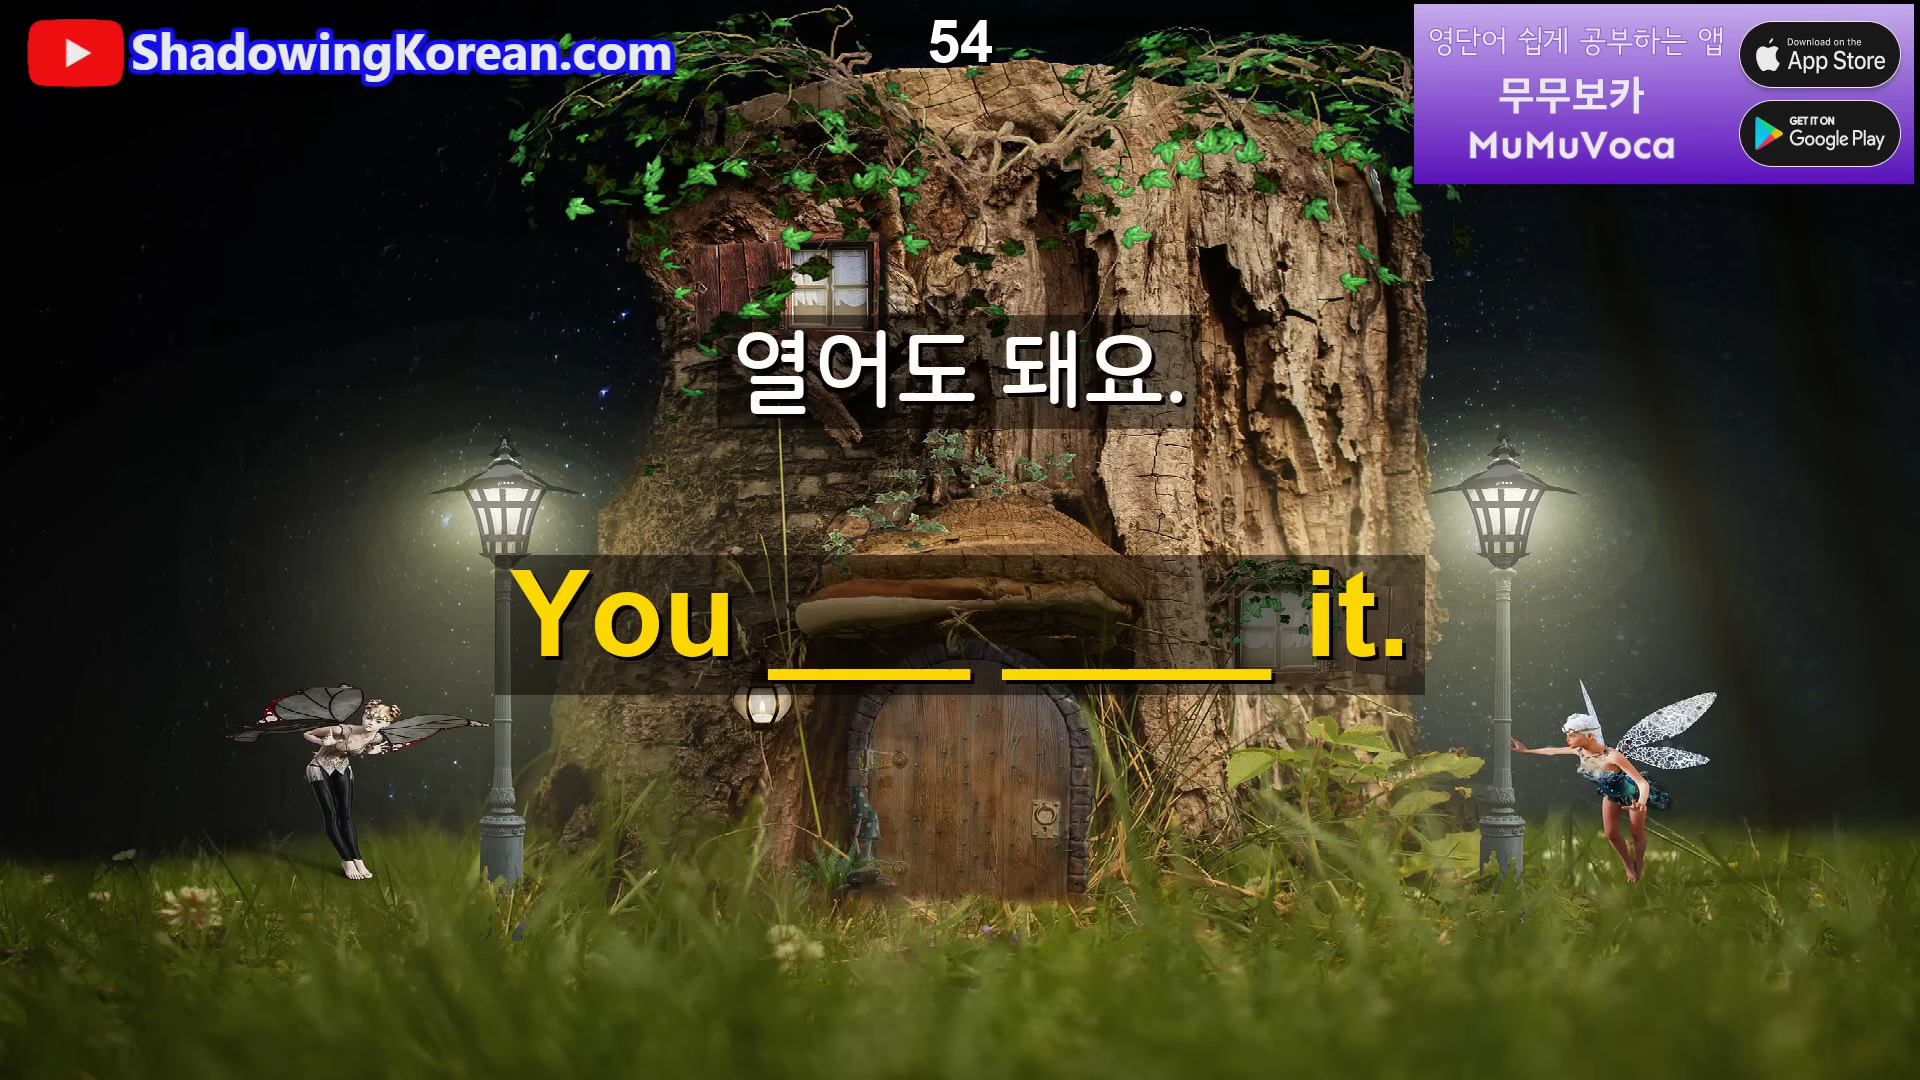 ShadowingKorean.com
54
영단어 쉽게 공부하는 앱
무무보카
MuMuVoca
Download on the
App Store
GET IT ON
Google Play
열어도 돼요.
You ___ ____ it.